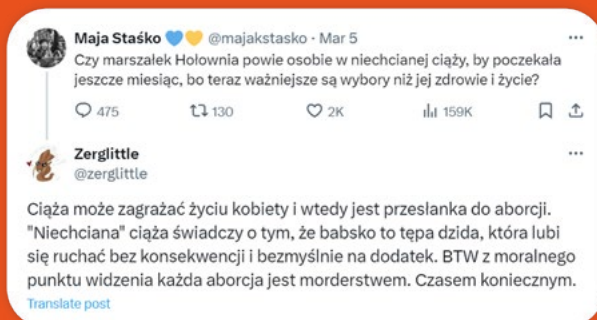 Maja Staśko 💙💛 @majakstasko · Mar 5 ...
Czy marszałek Hołownia powie osobie w niechcianej ciąży, by poczekała
jeszcze miesiąc, bo teraz ważniejsze są wybory niż jej zdrowie i życie?
475 130 2K 159K
Zerglittle ...
@zerglittle
Ciąża może zagrażać życiu kobiety i wtedy jest przesłanka do aborcji.
"Niechciana" ciąża świadczy o tym, że babsko to tępa dzida, która lubi
się ruchać bez konsekwencji i bezmyślnie na dodatek. BTW z moralnego
punktu widzenia każda aborcja jest morderstwem. Czasem koniecznym.
Translate post